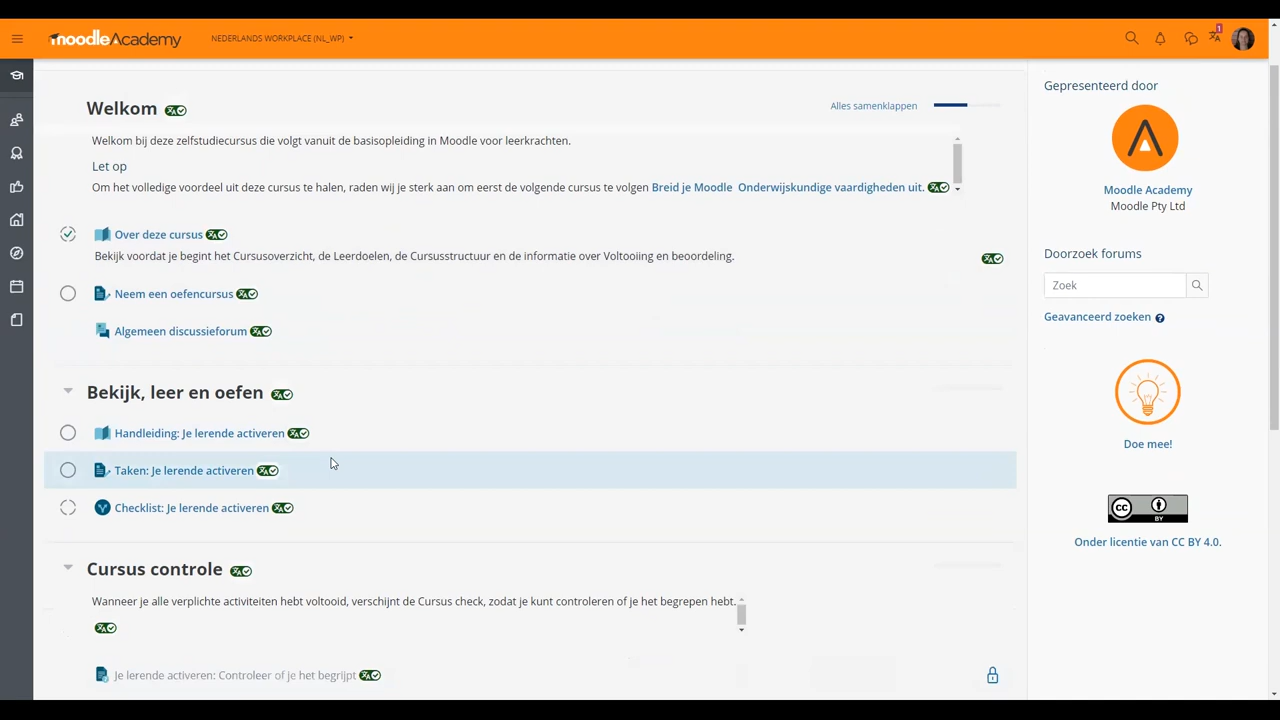 moodleAcademy
NEDERLANDS WORKPLACE (NL_WP)
1
Welkom
Alles samenklappen
Welkom bij deze zelfstudiecursus die volgt vanuit de basisopleiding in Moodle voor leerkrachten.
Let op
Om het volledige voordeel uit deze cursus te halen, raden wij je sterk aan om eerst de volgende cursus te volgen Breid je Moodle Onderwijskundige vaardigheden uit.
Over deze cursus
Bekijk voordat je begint het Cursusoverzicht, de Leerdoelen, de Cursusstructuur en de informatie over Voltooiing en beoordeling.
Neem een oefencursus
Algemeen discussieforum
Bekijk, leer en oefen
Handleiding: Je lerende activeren
Taken: Je lerende activeren
Checklist: Je lerende activeren
Cursus controle
Wanneer je alle verplichte activiteiten hebt voltooid, verschijnt de Cursus check, zodat je kunt controleren of je het begrepen hebt.
Je lerende activeren: Controleer of je het begrijpt
Gepresenteerd door
Moodle Academy
Moodle Pty Ltd
Doorzoek forums
Zoek
Geavanceerd zoeken
Doe mee!
CC BY
Onder licentie van CC BY 4.0.